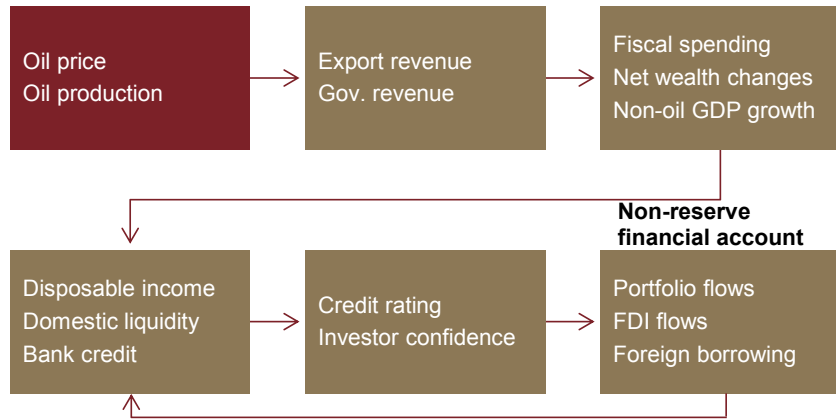 Oil price
Oil production
Export revenue
Gov. revenue
Fiscal spending
Net wealth changes
Non-oil GDP growth
Non-reserve
financial account
Disposable income
Domestic liquidity
Bank credit
Credit rating
Investor confidence
Portfolio flows
FDI flows
Foreign borrowing